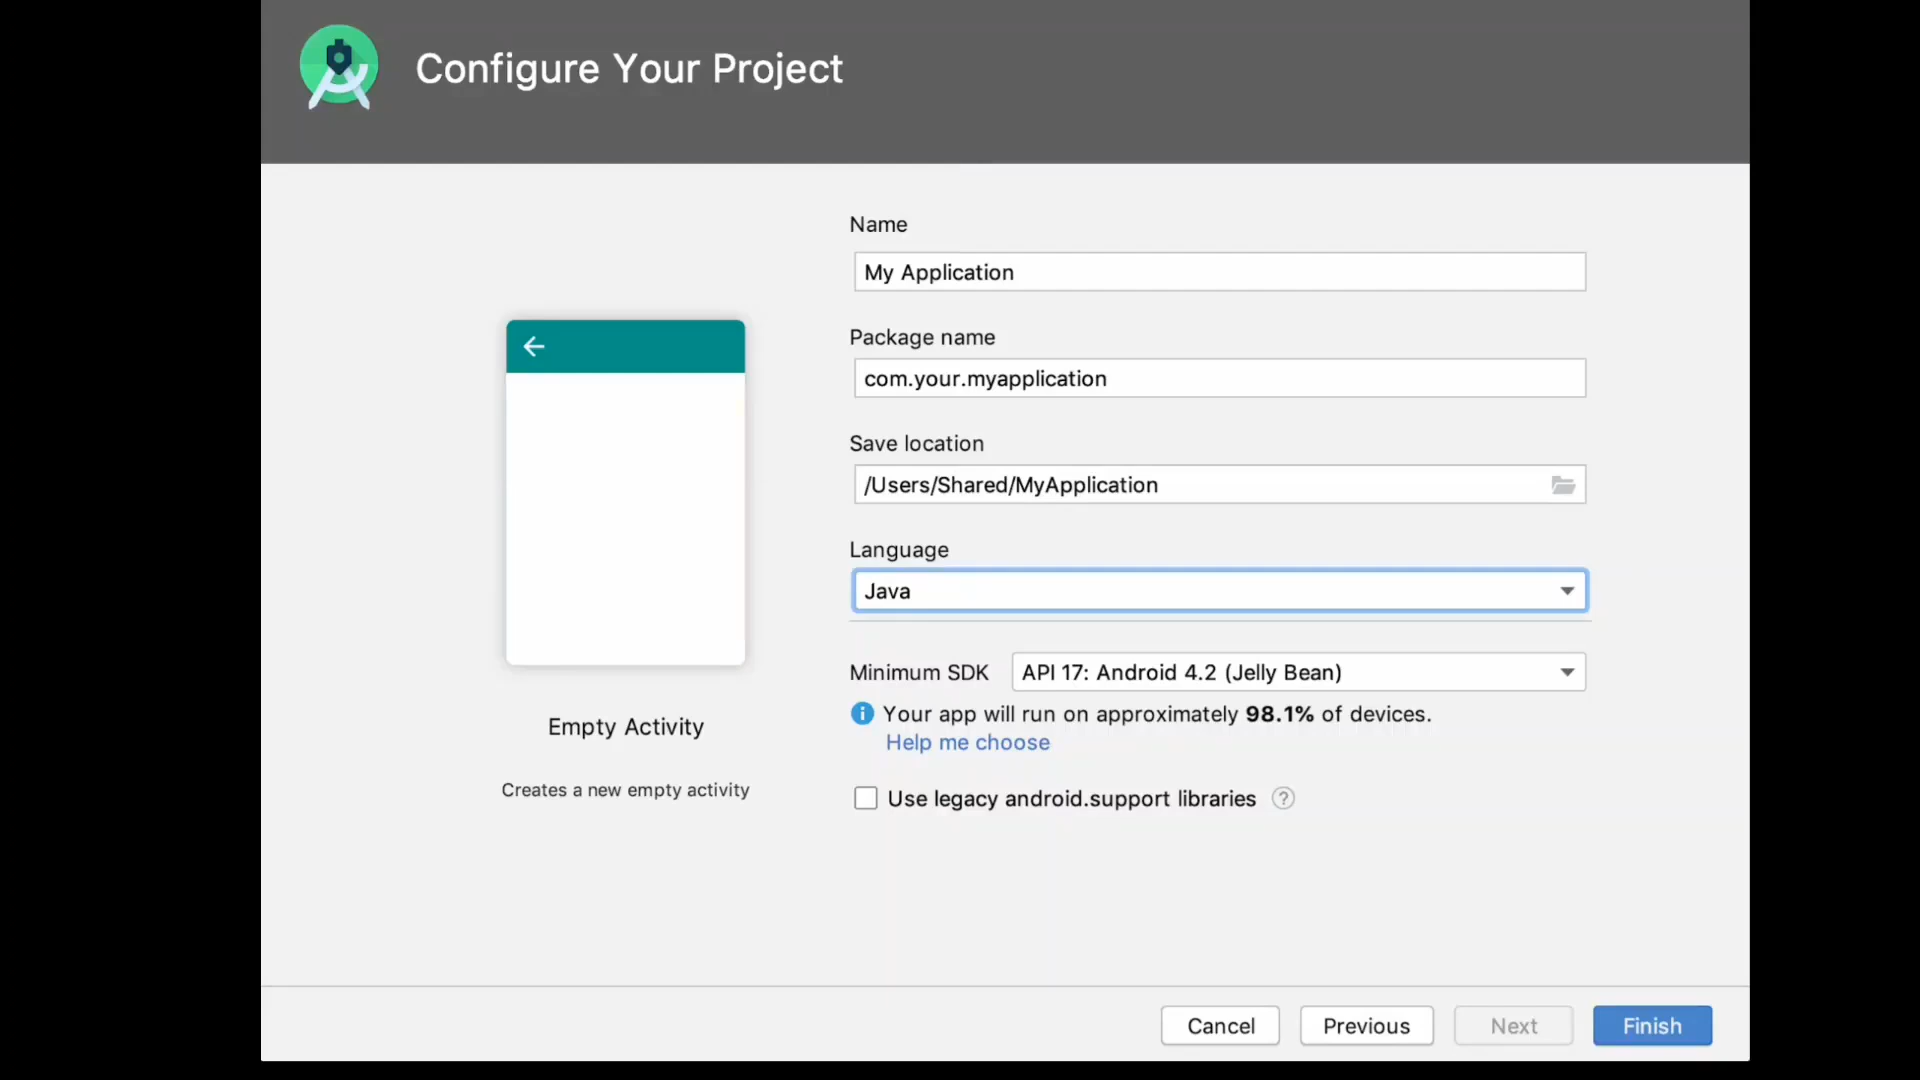 Configure Your Project
Name
My Application
Package name
com.your.myapplication
Save location
/Users/Shared/MyApplication
Language
Java
Minimum SDK API 17: Android 4.2 (Jelly Bean)
Your app will run on approximately 98.1% of devices.
Help me choose
Use legacy android.support libraries ?
Empty Activity
Creates a new empty activity
Cancel Previous Next Finish